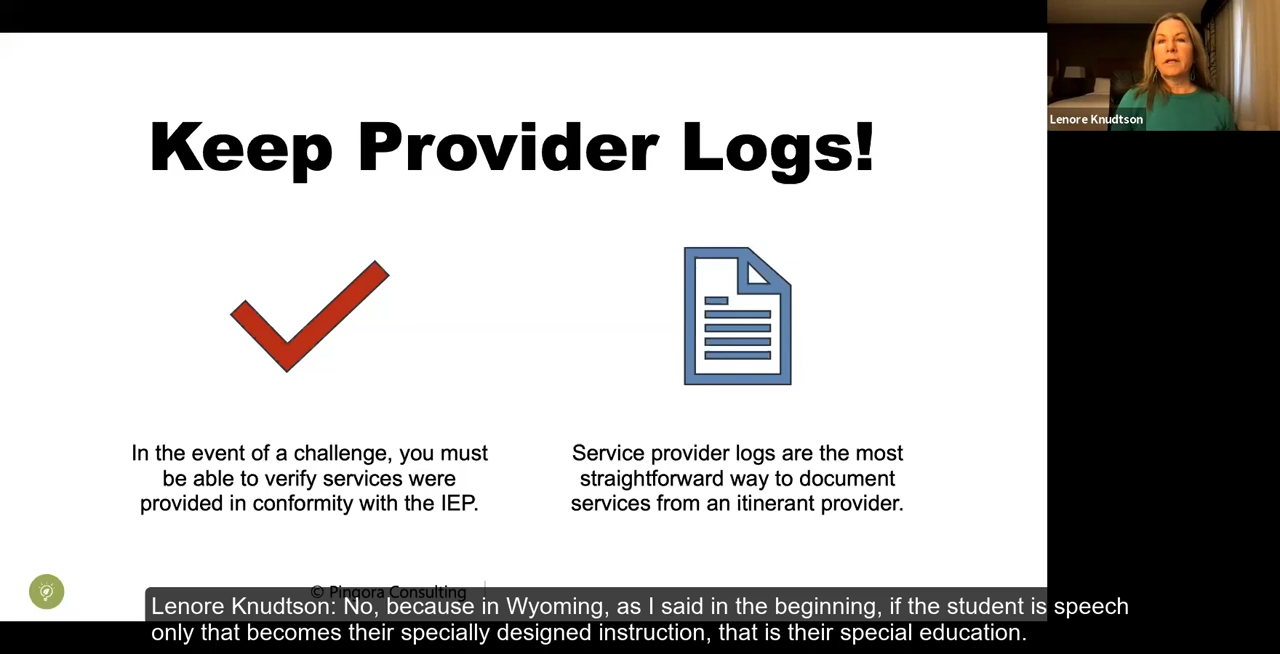 Lenore Knudtson
Keep Provider Logs!
In the event of a challenge, you must
be able to verify services were
provided in conformity with the IEP.
Service provider logs are the most
straightforward way to document
services from an itinerant provider.
© Pingora Consulting
Lenore Knudtson: No, because in Wyoming, as I said in the beginning, if the student is speech
only that becomes their specially designed instruction, that is their special education.